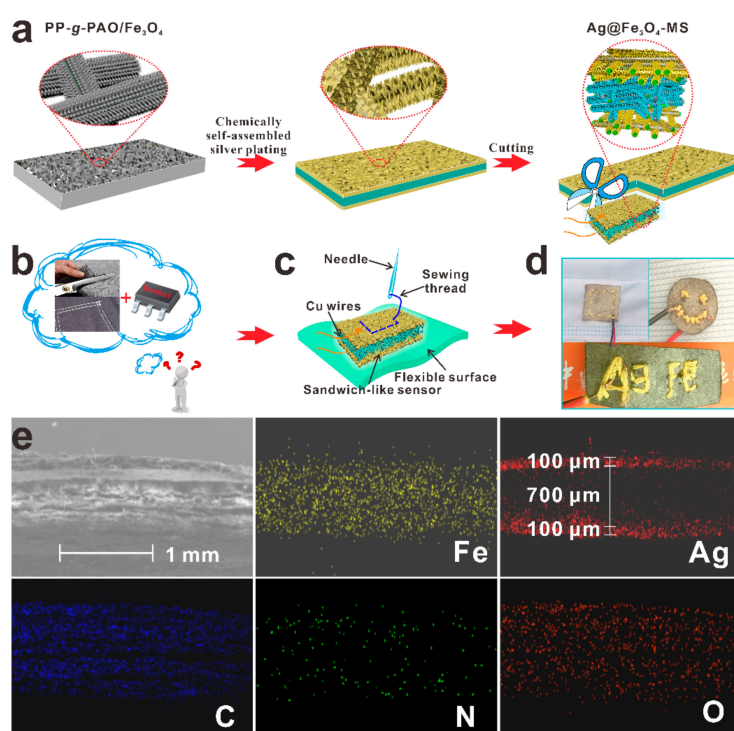 a
PP-g-PAO/Fe₃O₄
Ag@Fe₃O₄-MS
Chemically
self-assembled
silver plating
Cutting
b
Sensor
+
? ? ?
c
Needle
Sewing
thread
Cu wires
Flexible surface
Sandwich-like sensor
d
Ag FE
e
1 mm
Fe
100 μm
700 μm
100 μm
Ag
C
N
O